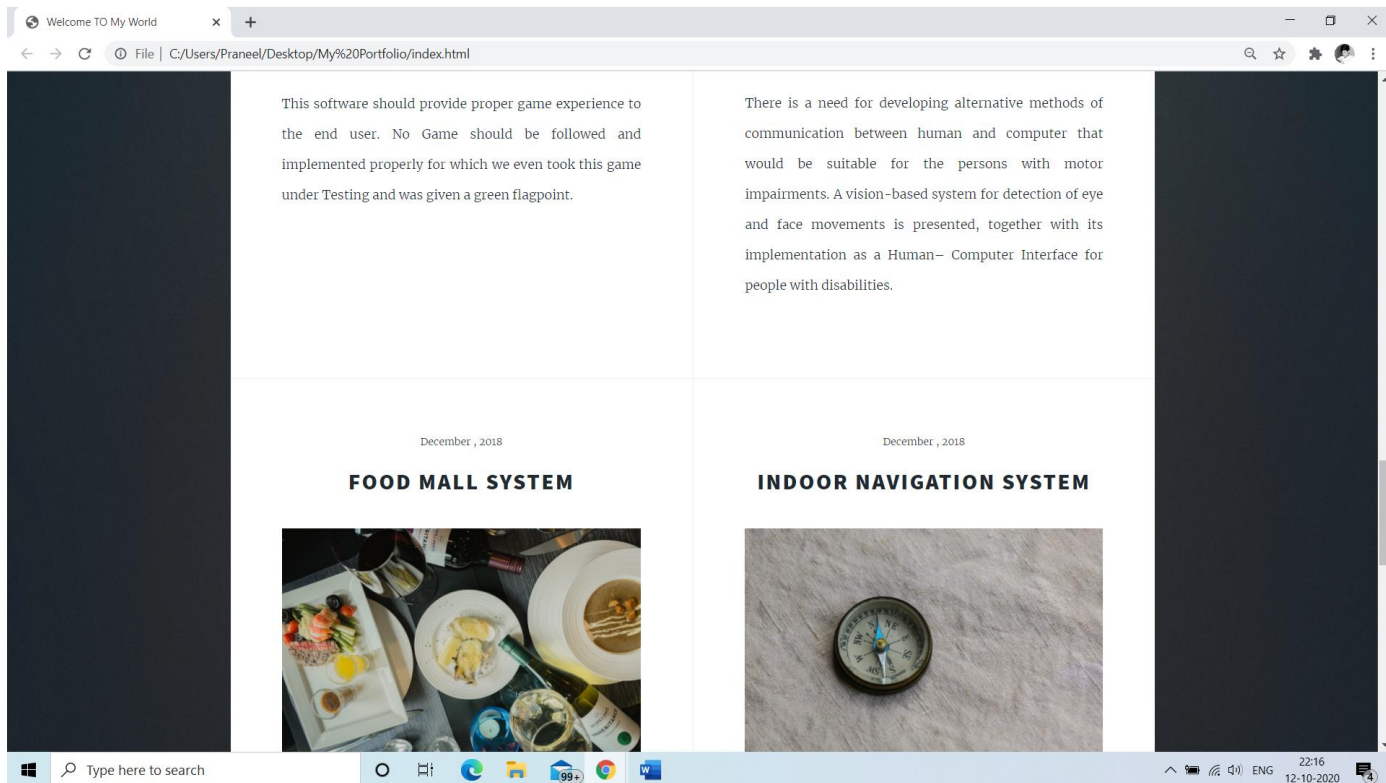 Welcome TO My World
File | C:/Users/Praneel/Desktop/My%20Portfolio/index.html
This software should provide proper game experience to
the end user. No Game should be followed and
implemented properly for which we even took this game
under Testing and was given a green flagpoint.
There is a need for developing alternative methods of
communication between human and computer that
would be suitable for the persons with motor
impairments. A vision-based system for detection of eye
and face movements is presented, together with its
implementation as a Human– Computer Interface for
people with disabilities.
December , 2018
FOOD MALL SYSTEM
December , 2018
INDOOR NAVIGATION SYSTEM
N
NE
SE
S
SW
W
NW
Type here to search
99+
W
ENG
22:16
12-10-2020
4